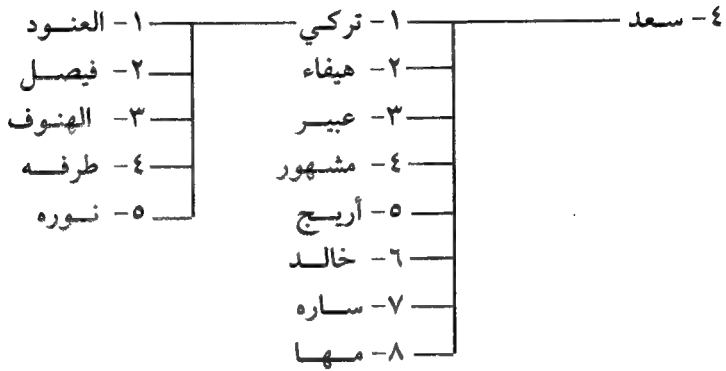 ٤- سعد ١- تركي ١- العنود
٢- هيفاء ٢- فيصل
٣- عبير ٣- الهنوف
٤- مشهور ٤- طرفه
٥- أريج ٥- نوره
٦- خالد
٧- ساره
٨- مها